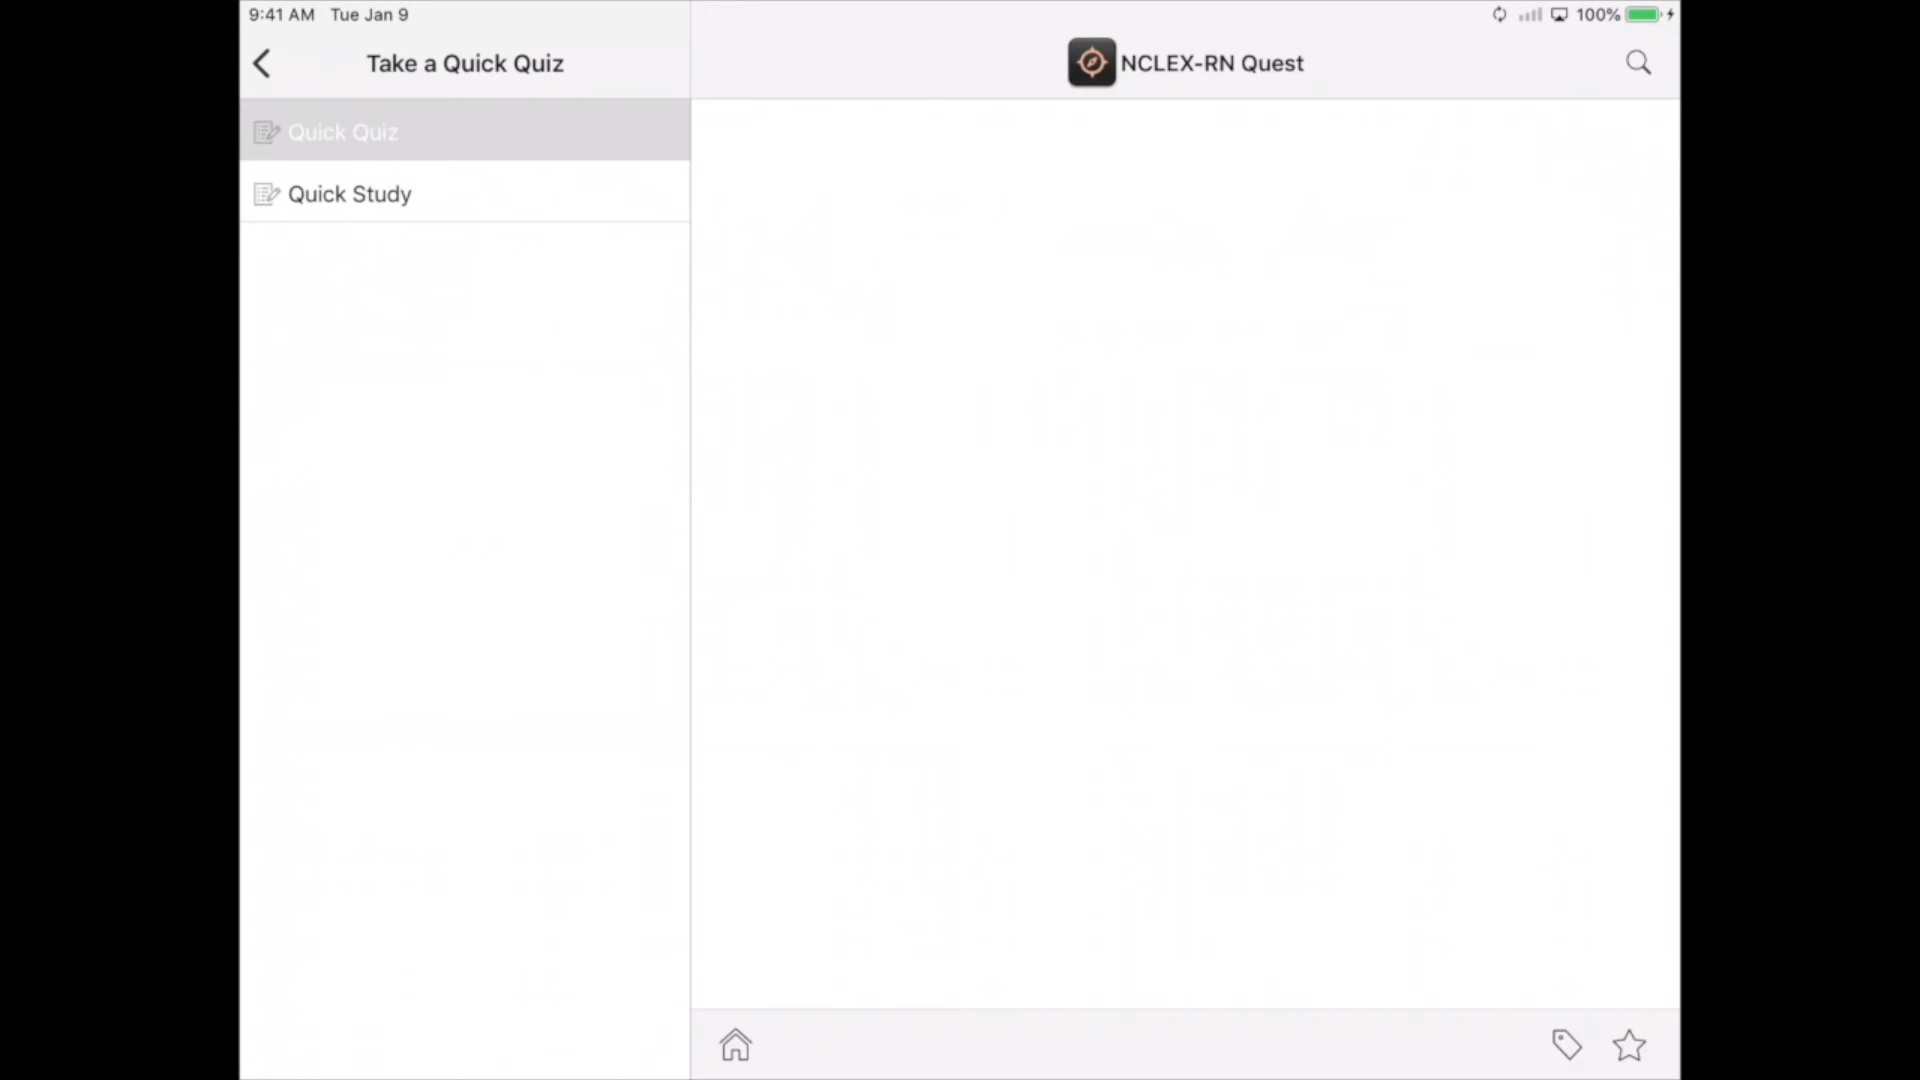 9:41 AM Tue Jan 9
100%
Take a Quick Quiz
NCLEX-RN Quest
Quick Quiz
Quick Study